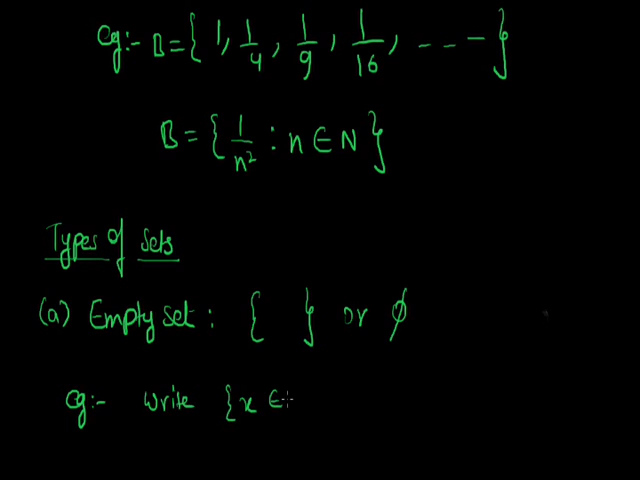 Eg:- B = { 1, 1/4, 1/9, 1/16, - - - }
B = { 1/n² : n ∈ N }
Types of Sets
(a) Empty set : { } or ϕ
Eg:- Write { x ∈